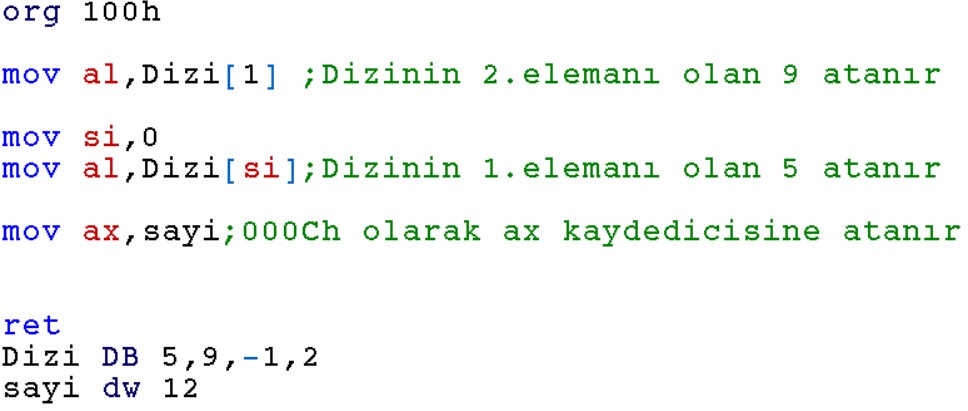 org 100h
mov al,Dizi[1] ;Dizinin 2.elemanı olan 9 atanır
mov si,0
mov al,Dizi[si];Dizinin 1.elemanı olan 5 atanır
mov ax,sayi;000Ch olarak ax kaydedicisine atanır
ret
Dizi DB 5,9,-1,2
sayi dw 12